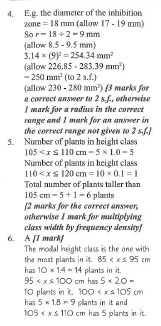 4. E.g. the diameter of the inhibition
zone = 18 mm (allow 17 - 19 mm)
So r = 18 ÷ 2 = 9 mm
(allow 8.5 - 9.5 mm)
3.14 × (9)² = 254.34 mm²
(allow 226.85 - 283.39 mm²)
= 250 mm² (to 2 s.f.)
(allow 230 - 280 mm²) [3 marks for
a correct answer to 2 s.f., otherwise
1 mark for a radius in the correct
range and 1 mark for an answer in
the correct range not given to 2 s.f.]
5. Number of plants in height class
105 < x ≤ 110 cm = 5 × 1.0 = 5
Number of plants in height class
110 < x ≤ 120 cm = 10 × 0.1 = 1
Total number of plants taller than
105 cm = 5 + 1 = 6 plants
[2 marks for the correct answer,
otherwise 1 mark for multiplying
class width by frequency density]
6. A [1 mark]
The modal height class is the one with
the most plants in it. 85 < x ≤ 95 cm
has 10 × 1.4 = 14 plants in it.
95 < x ≤ 100 cm has 5 × 2.0 =
10 plants in it. 100 < x ≤ 105 cm
has 5 × 1.8 = 9 plants in it and
105 < x ≤ 110 cm has 5 plants in it.